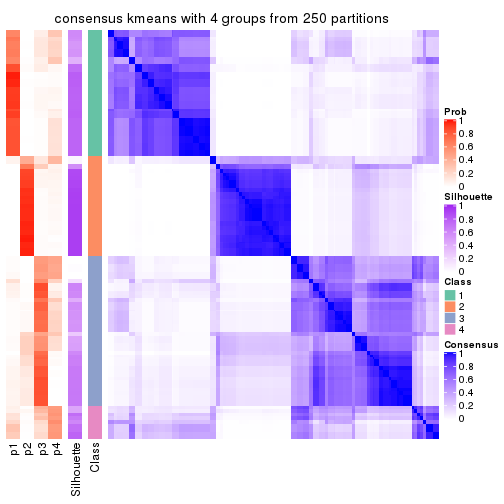 consensus kmeans with 4 groups from 250 partitions
Prob
1
0.8
0.6
0.4
0.2
0
Silhouette
1
0.8
0.6
0.4
0.2
0
Class
1
2
3
4
Consensus
1
0.8
0.6
0.4
0.2
0
p1
p2
p3
p4
Silhouette
Class